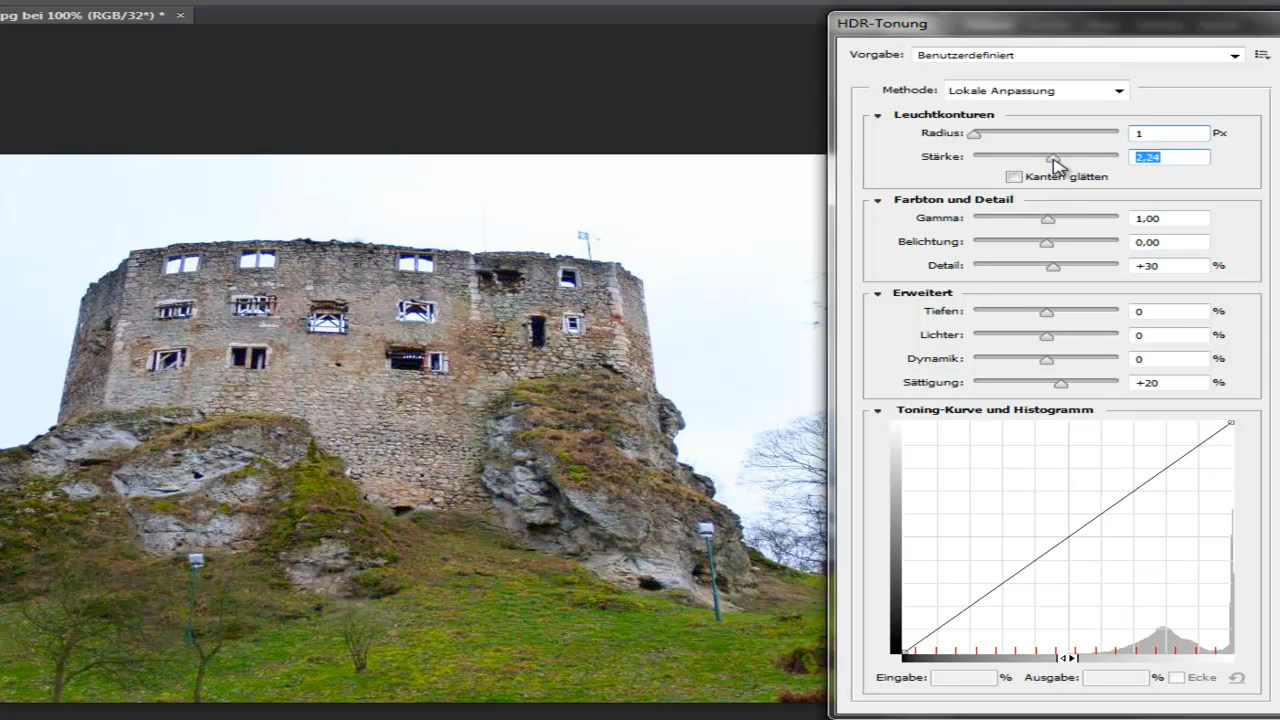 pg bei 100% (RGB/32*) * ×
HDR-Tonung
Vorgabe: Benutzerdefiniert
Methode: Lokale Anpassung
Leuchtkonturen
Radius: 1 Px
Stärke: 2,24
Kanten glätten
Farbton und Detail
Gamma: 1,00
Belichtung: 0,00
Detail: +30 %
Erweitert
Tiefen: 0 %
Lichter: 0 %
Dynamik: 0 %
Sättigung: +20 %
Toning-Kurve und Histogramm
Eingabe: % Ausgabe: % Ecke